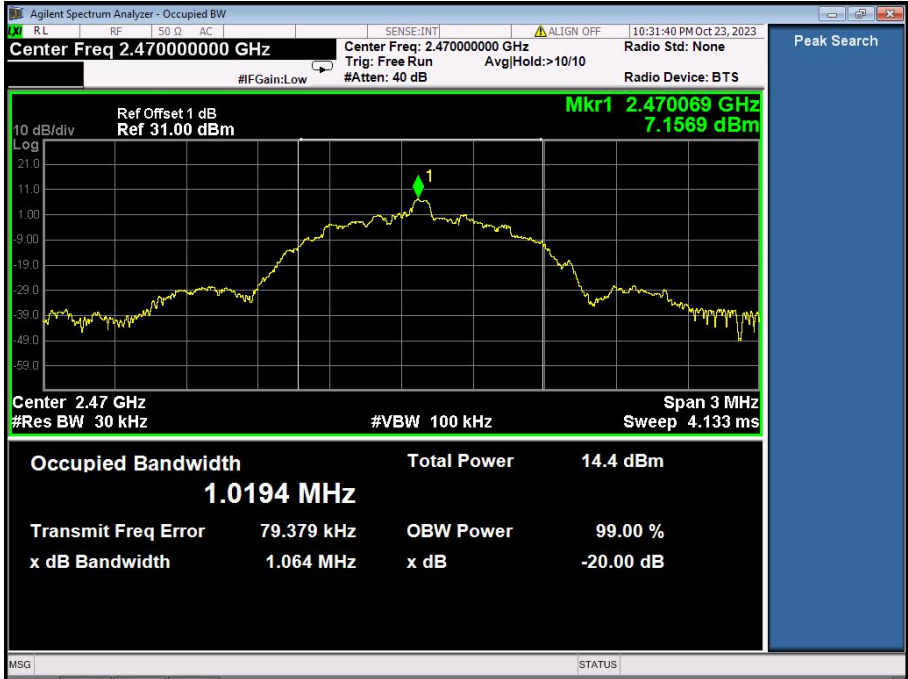 Agilent Spectrum Analyzer - Occupied BW
LXI RL RF 50 Ω AC SENSE:INT ALIGN OFF 10:31:40 PM Oct 23, 2023
Center Freq 2.470000000 GHz Center Freq: 2.470000000 GHz Radio Std: None
Trig: Free Run Avg|Hold:>10/10
#IFGain:Low #Atten: 40 dB Radio Device: BTS
Peak Search
Mkr1 2.470069 GHz
7.1569 dBm
Ref Offset 1 dB
10 dB/div Ref 31.00 dBm
Log
21.0
11.0
1.00
-9.00
-19.0
-29.0
-39.0
-49.0
-59.0
1
Center 2.47 GHz Span 3 MHz
#Res BW 30 kHz #VBW 100 kHz Sweep 4.133 ms
Occupied Bandwidth Total Power 14.4 dBm
1.0194 MHz
Transmit Freq Error 79.379 kHz OBW Power 99.00 %
x dB Bandwidth 1.064 MHz x dB -20.00 dB
MSG STATUS